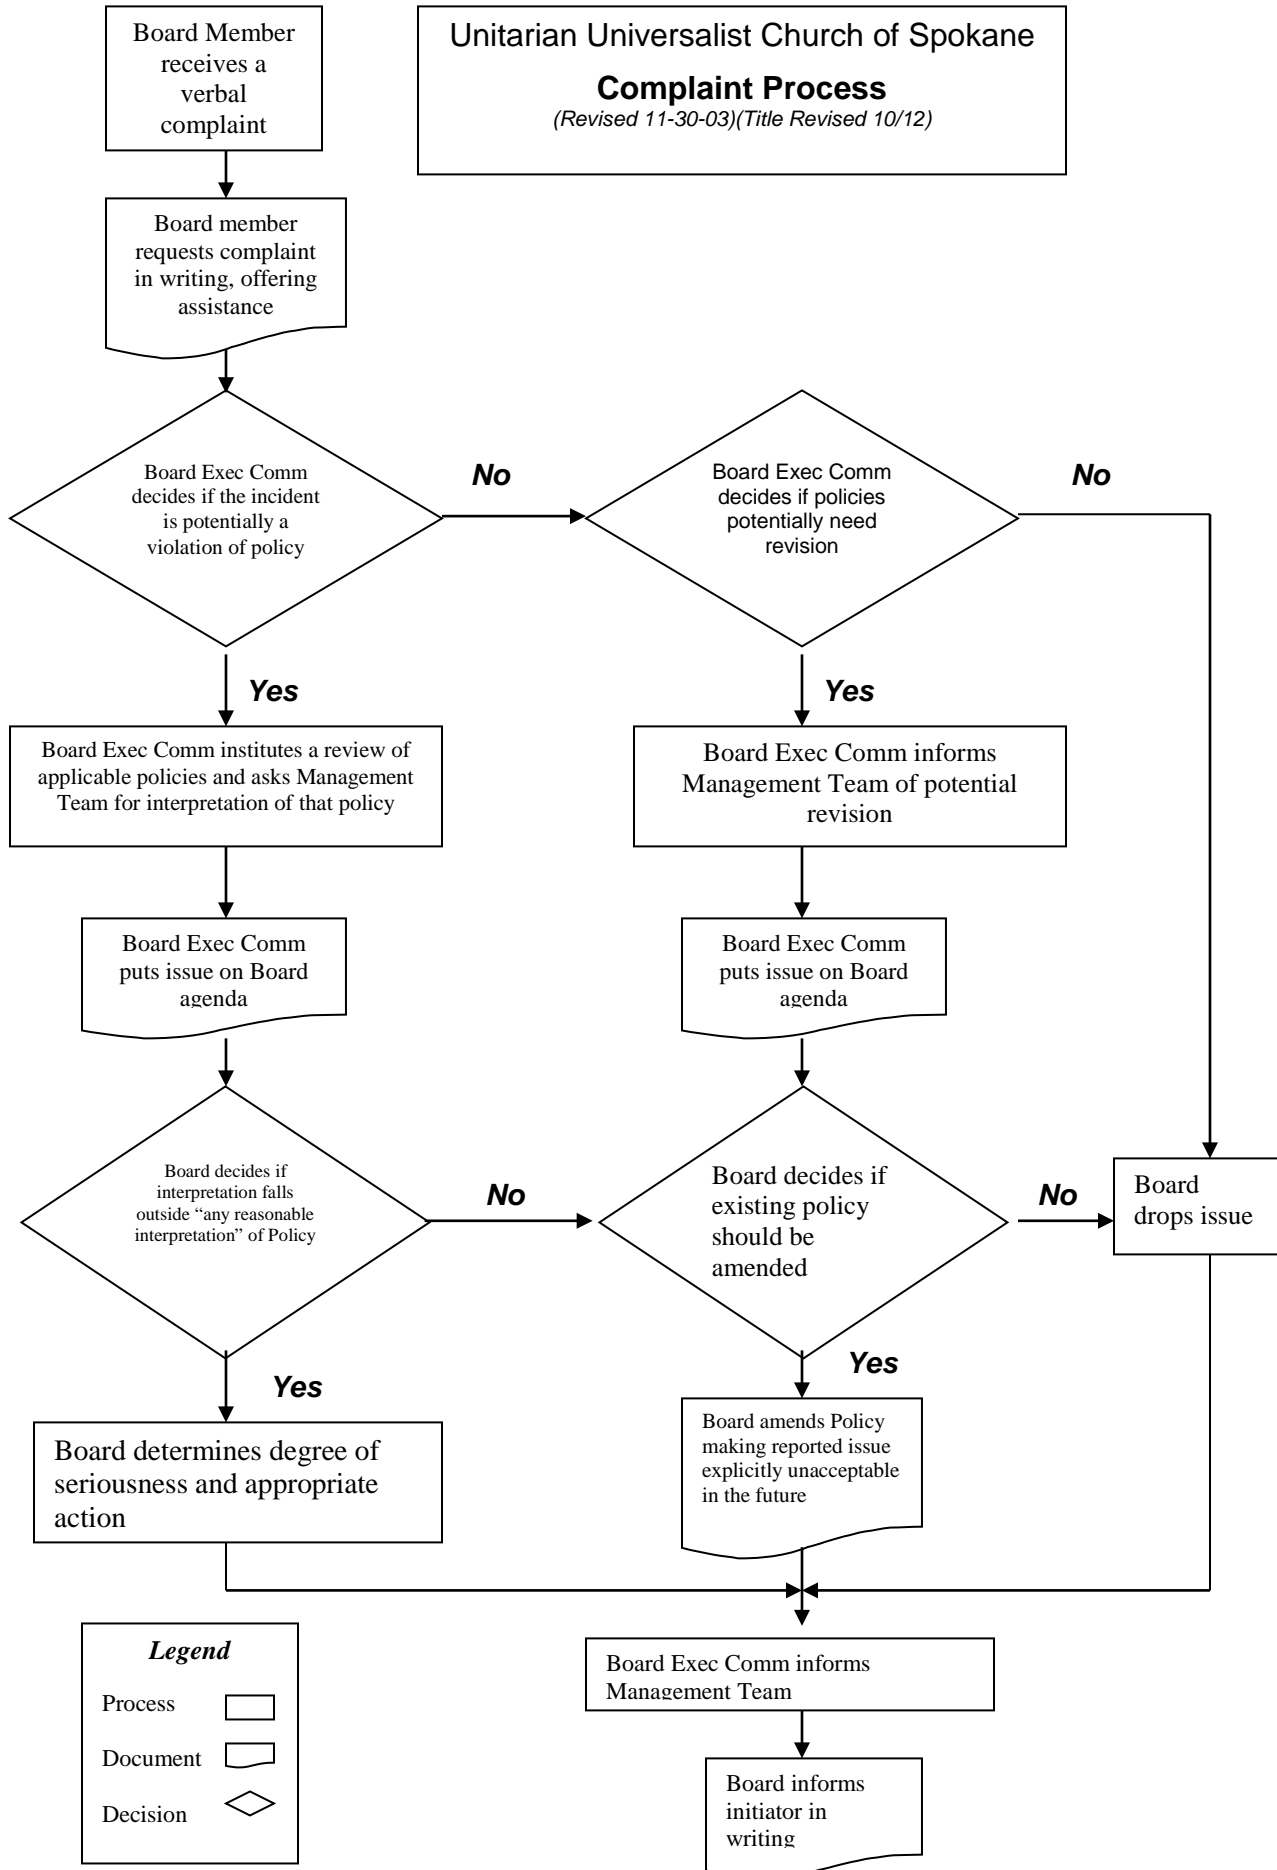 Board Member
receives a
verbal
complaint
Unitarian Universalist Church of Spokane
Complaint Process
(Revised 11-30-03)(Title Revised 10/12)
Board member
requests complaint
in writing, offering
assistance
Board Exec Comm
decides if the incident
is potentially a
violation of policy
No
Board Exec Comm
decides if policies
potentially need
revision
No
Yes
Yes
Board Exec Comm institutes a review of
applicable policies and asks Management
Team for interpretation of that policy
Board Exec Comm informs
Management Team of potential
revision
Board Exec Comm
puts issue on Board
agenda
Board Exec Comm
puts issue on Board
agenda
Board decides if
interpretation falls
outside “any reasonable
interpretation” of Policy
No
Board decides if
existing policy
should be
amended
No
Board
drops issue
Yes
Yes
Board determines degree of
seriousness and appropriate
action
Board amends Policy
making reported issue
explicitly unacceptable
in the future
Legend
Process
Document
Decision
Board Exec Comm informs
Management Team
Board informs
initiator in
writing